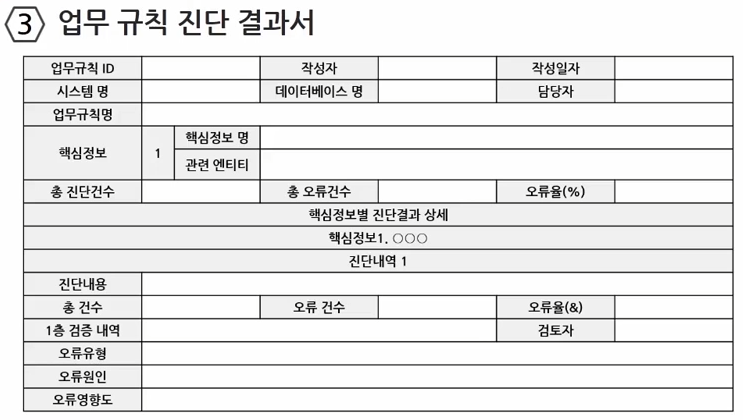 3 업무 규칙 진단 결과서
업무규칙 ID 작성자 작성일자
시스템 명 데이터베이스 명 담당자
업무규칙명
핵심정보 1 핵심정보 명
관련 엔티티
총 진단건수 총 오류건수 오류율(%)
핵심정보별 진단결과 상세
핵심정보1. ○○○
진단내역 1
진단내용
총 건수 오류 건수 오류율(&)
1층 검증 내역 검토자
오류유형
오류원인
오류영향도